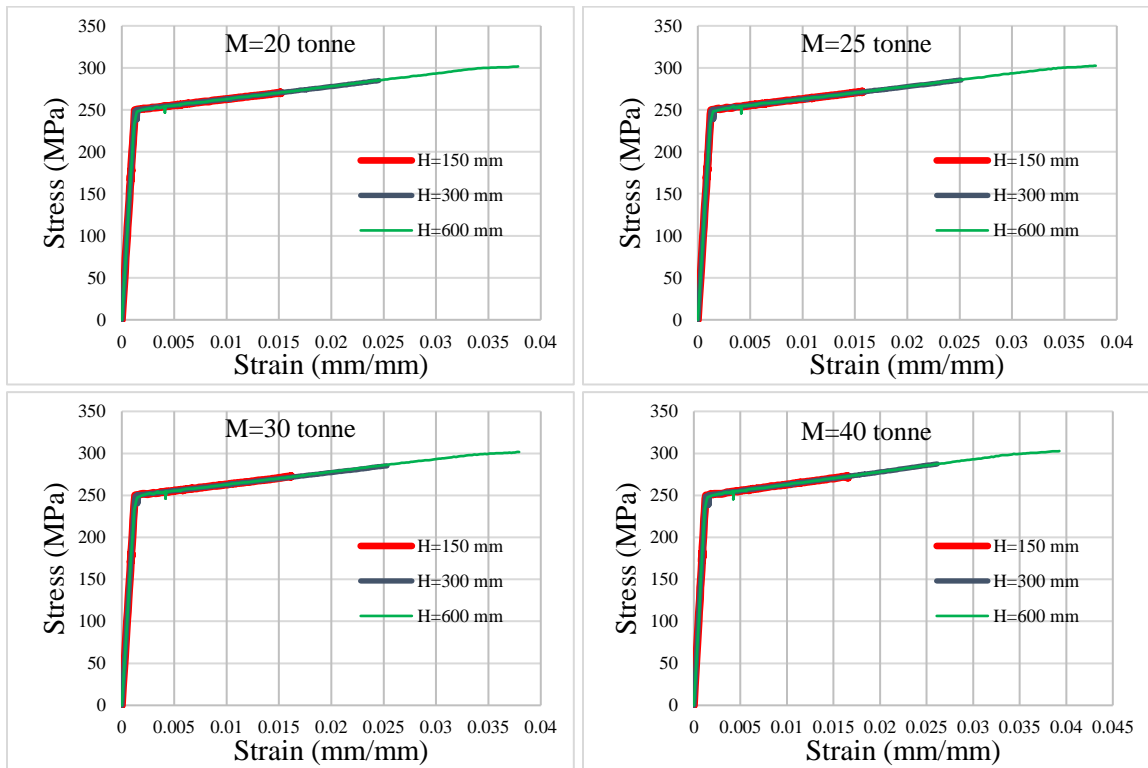 M=20 tonne
350
300
250
200
150
100
50
0
Stress (MPa)
H=150 mm
H=300 mm
H=600 mm
0 0.005 0.01 0.015 0.02 0.025 0.03 0.035 0.04
Strain (mm/mm)
M=25 tonne
350
300
250
200
150
100
50
0
Stress (MPa)
H=150 mm
H=300 mm
H=600 mm
0 0.005 0.01 0.015 0.02 0.025 0.03 0.035 0.04
Strain (mm/mm)
M=30 tonne
350
300
250
200
150
100
50
0
Stress (MPa)
H=150 mm
H=300 mm
H=600 mm
0 0.005 0.01 0.015 0.02 0.025 0.03 0.035 0.04
Strain (mm/mm)
M=40 tonne
350
300
250
200
150
100
50
0
Stress (MPa)
H=150 mm
H=300 mm
H=600 mm
0 0.005 0.01 0.015 0.02 0.025 0.03 0.035 0.04 0.045
Strain (mm/mm)